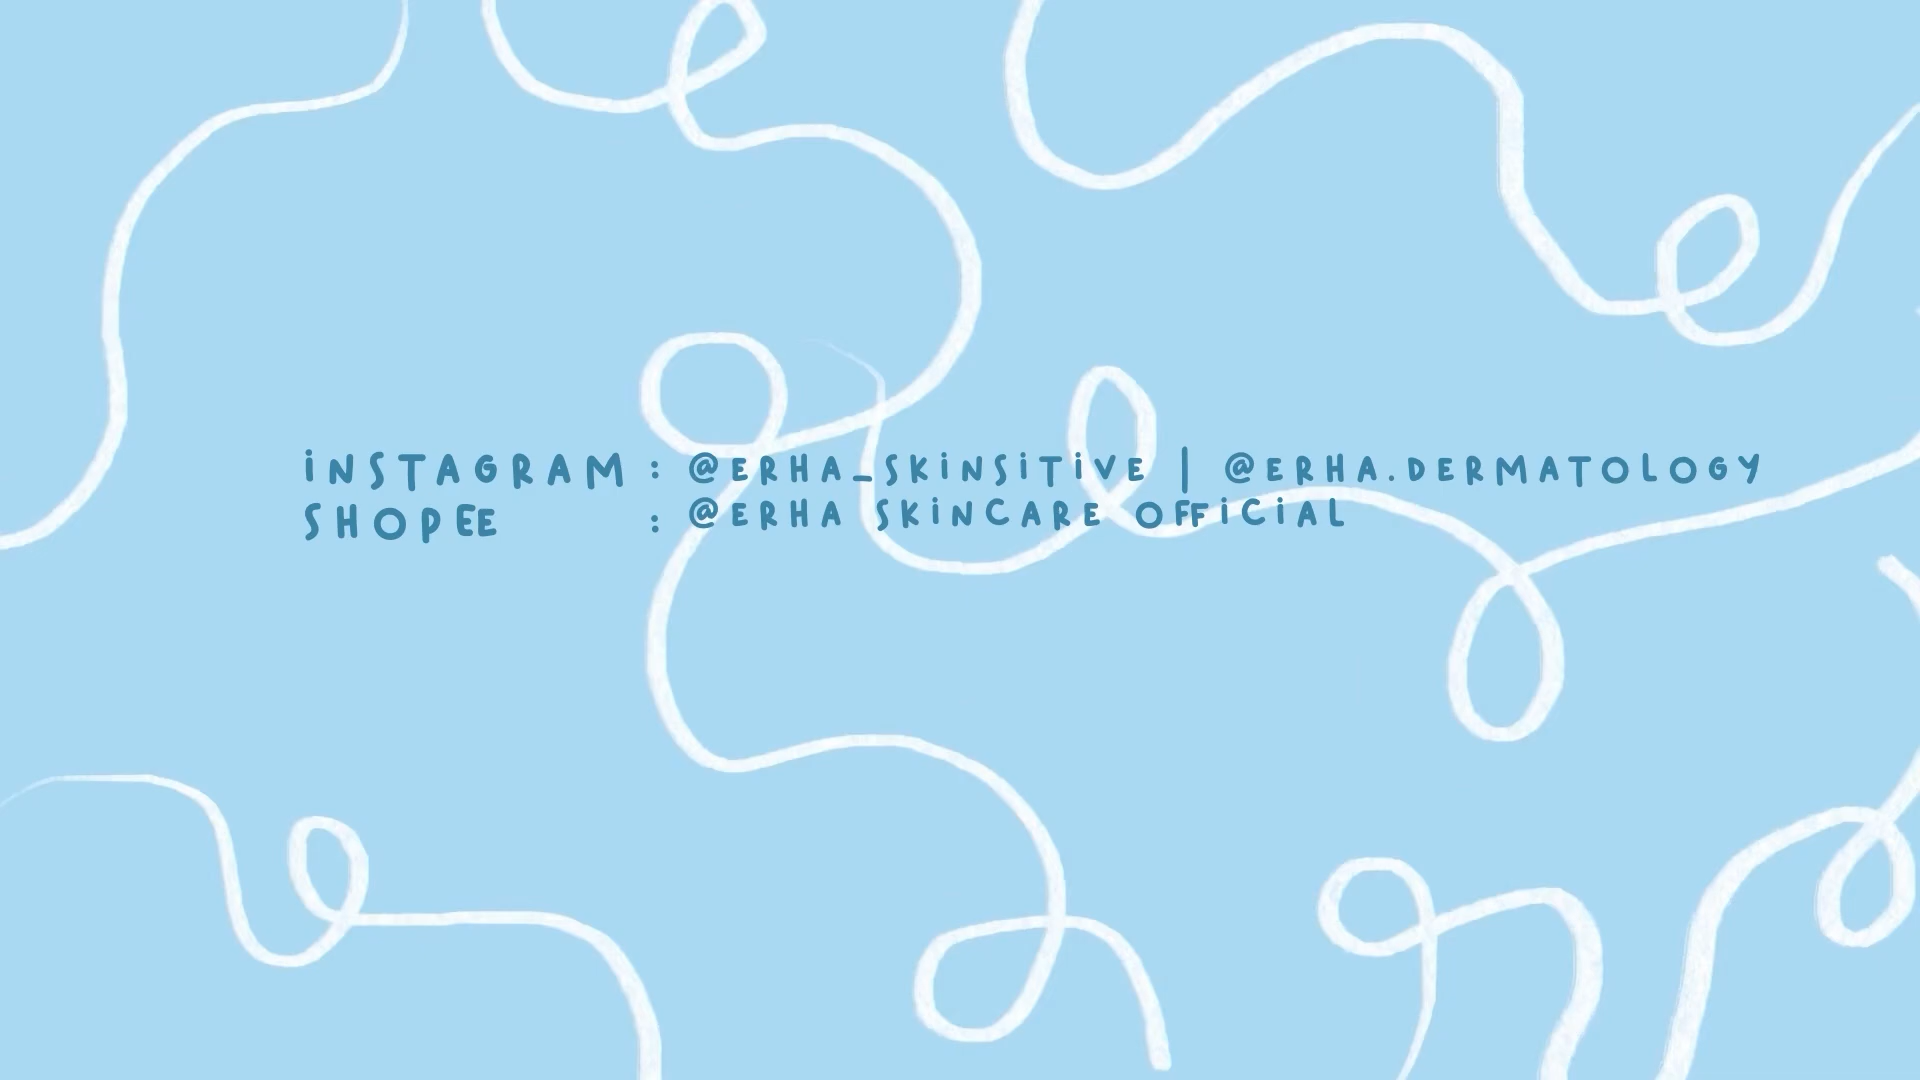 iNSTAGRAM : @ERHA_SKiNSiTiVE | @ERHA.DERMATOLOGY
SHOPEE : @ERHA SKiNCARE OFFiCiAL